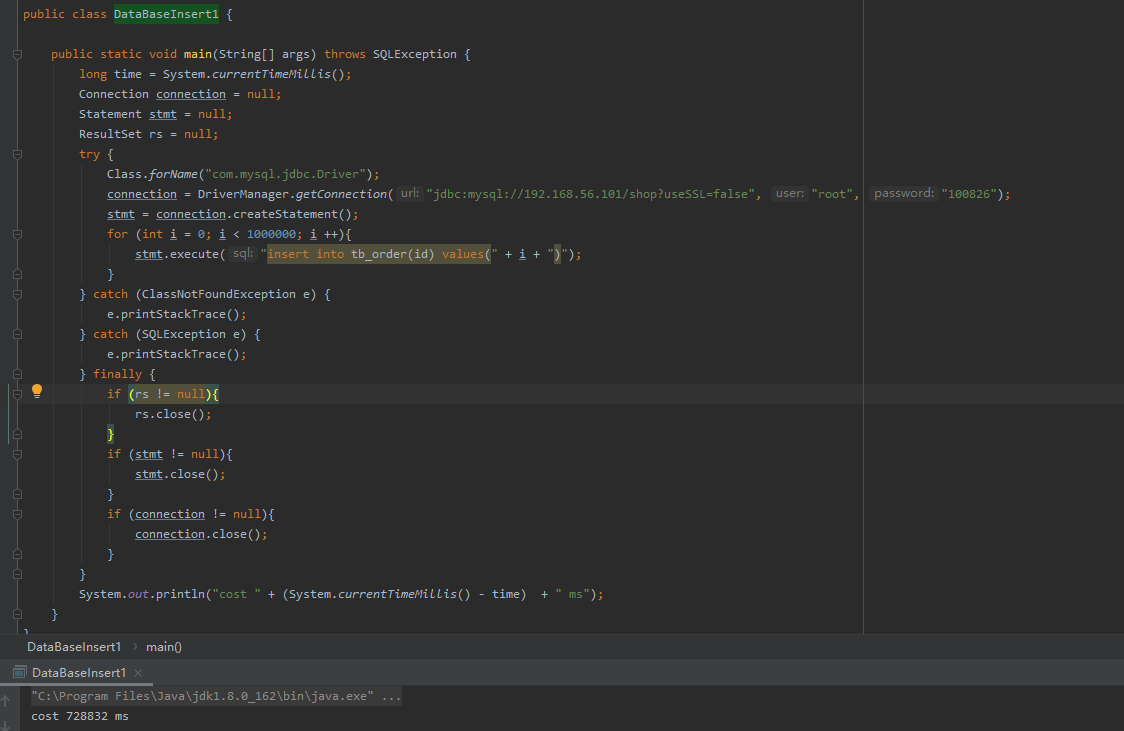 public class DataBaseInsert1 {
public static void main(String[] args) throws SQLException {
long time = System.currentTimeMillis();
Connection connection = null;
Statement stmt = null;
ResultSet rs = null;
try {
Class.forName("com.mysql.jdbc.Driver");
connection = DriverManager.getConnection( url: "jdbc:mysql://192.168.56.101/shop?useSSL=false", user: "root", password: "100826");
stmt = connection.createStatement();
for (int i = 0; i < 1000000; i ++){
stmt.execute( sql: "insert into tb_order(id) values(" + i + ")");
}
} catch (ClassNotFoundException e) {
e.printStackTrace();
} catch (SQLException e) {
e.printStackTrace();
} finally {
if (rs != null){
rs.close();
}
if (stmt != null){
stmt.close();
}
if (connection != null){
connection.close();
}
}
System.out.println("cost " + (System.currentTimeMillis() - time) + " ms");
}
}
DataBaseInsert1 › main()
DataBaseInsert1 ×
"C:\Program Files\Java\jdk1.8.0_162\bin\java.exe" ...
cost 728832 ms